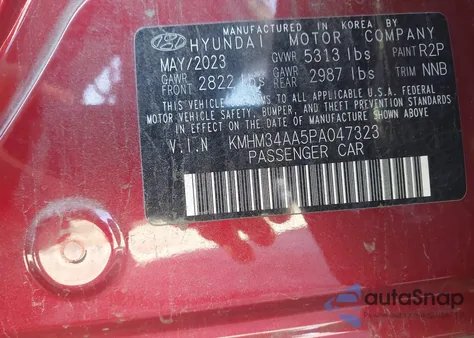 MANUFACTURED IN KOREA BY
HYUNDAI MOTOR COMPANY
MAY/2023 GVWR 5313 lbs PAINT R2P
GAWR FRONT 2822 lbs GAWR REAR 2987 lbs TRIM NNB
THIS VEHICLE CONFORMS TO ALL APPLICABLE U.S.A. FEDERAL
MOTOR VEHICLE SAFETY, BUMPER, AND THEFT PREVENTION
STANDARDS IN EFFECT ON THE DATE OF MANUFACTURE SHOWN ABOVE.
V.I.N KMHM34AA5PA047323
PASSENGER CAR
autoSnap